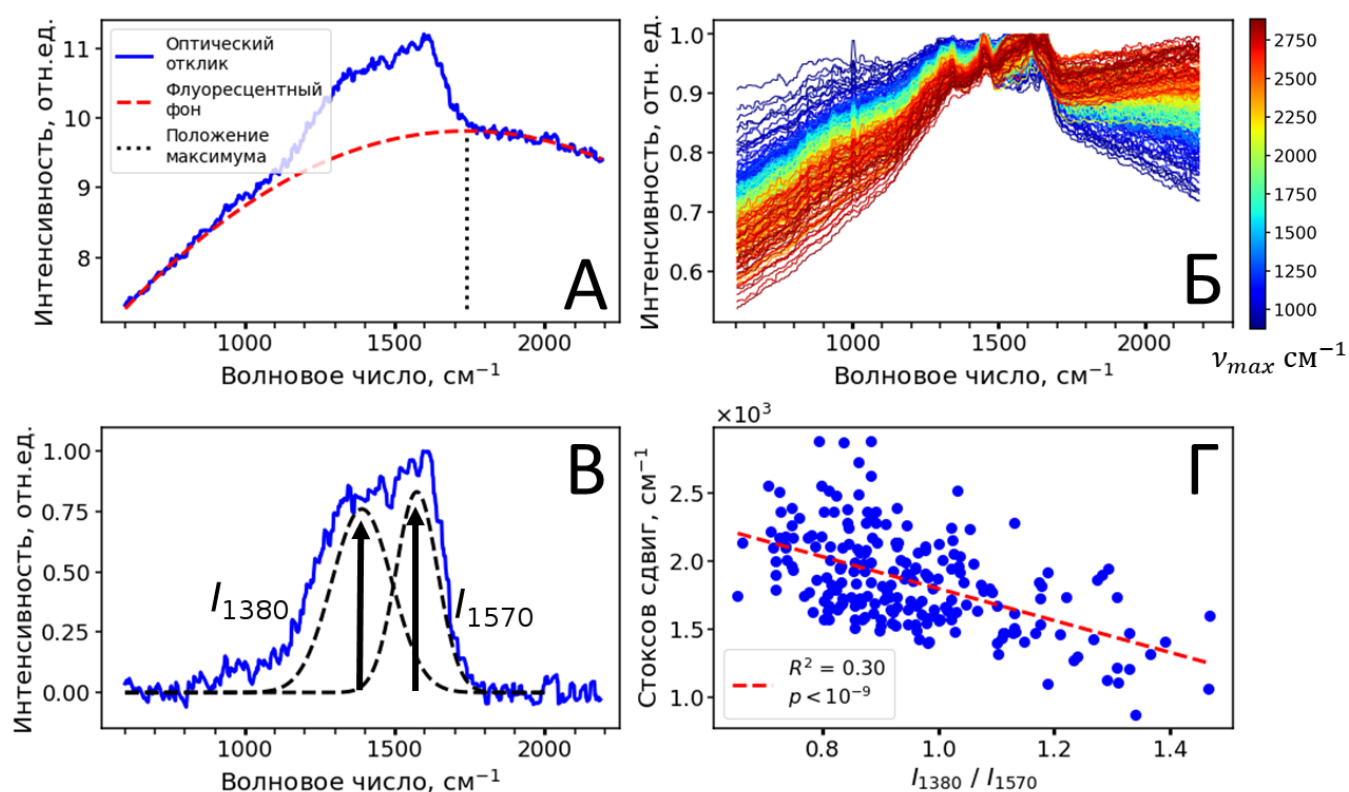 Интенсивность, отн.ед.
11
10
9
8
Оптический
отклик
Флуоресцентный
фон
Положение
максимума
А
1000 1500 2000
Волновое число, см⁻¹
Интенсивность, отн. ед.
1.0
0.9
0.8
0.7
0.6
Б
1000 1500 2000
Волновое число, см⁻¹
2750
2500
2250
2000
1750
1500
1250
1000
ν_max см⁻¹
Интенсивность, отн.ед.
1.00
0.75
0.50
0.25
0.00
В
I₁₃₈₀
I₁₅₇₀
1000 1500 2000
Волновое число, см⁻¹
×10³
Стоксов сдвиг, см⁻¹
2.5
2.0
1.5
1.0
Г
R² = 0.30
p < 10⁻⁹
0.8 1.0 1.2 1.4
I₁₃₈₀ / I₁₅₇₀